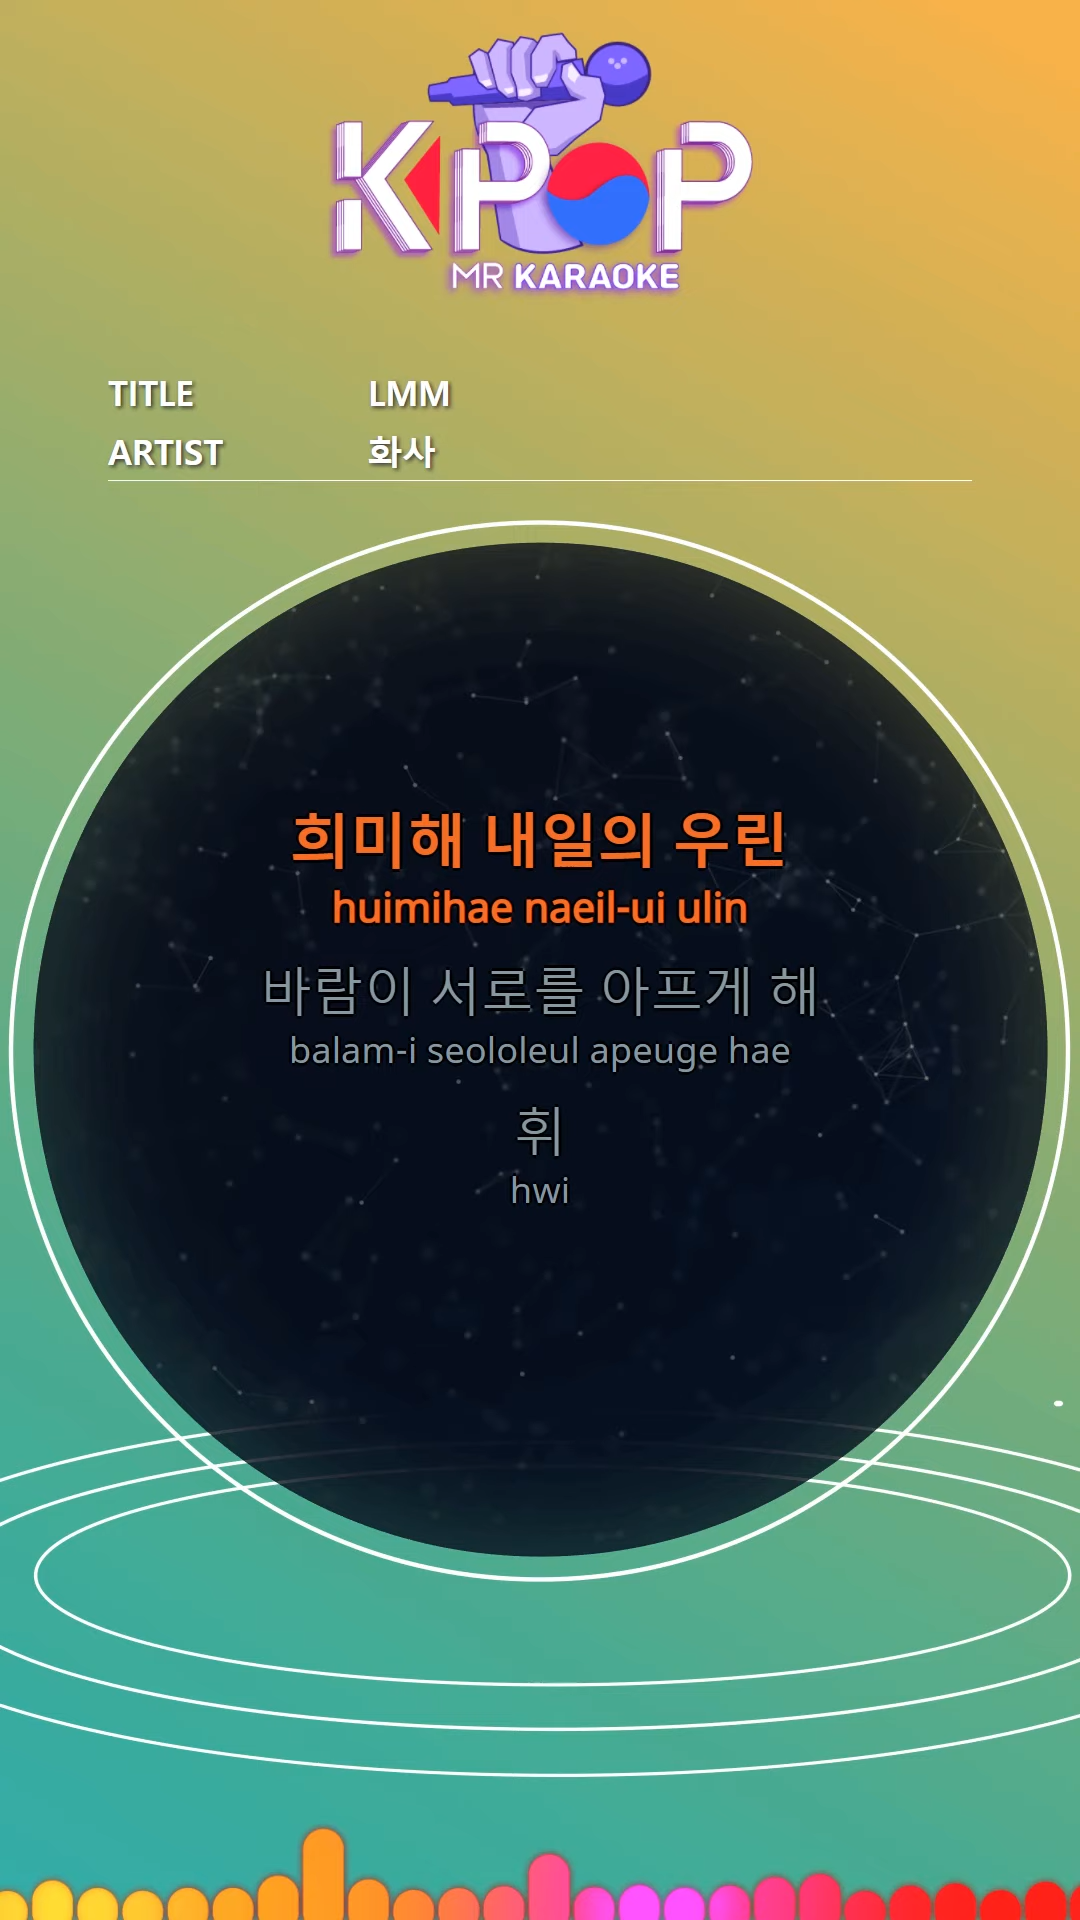 KPOP
MR KARAOKE
TITLE LMM
ARTIST 화사
희미해 내일의 우린
huimihae naeil-ui ulin
바람이 서로를 아프게 해
balam-i seololeul apeuge hae
휘
hwi